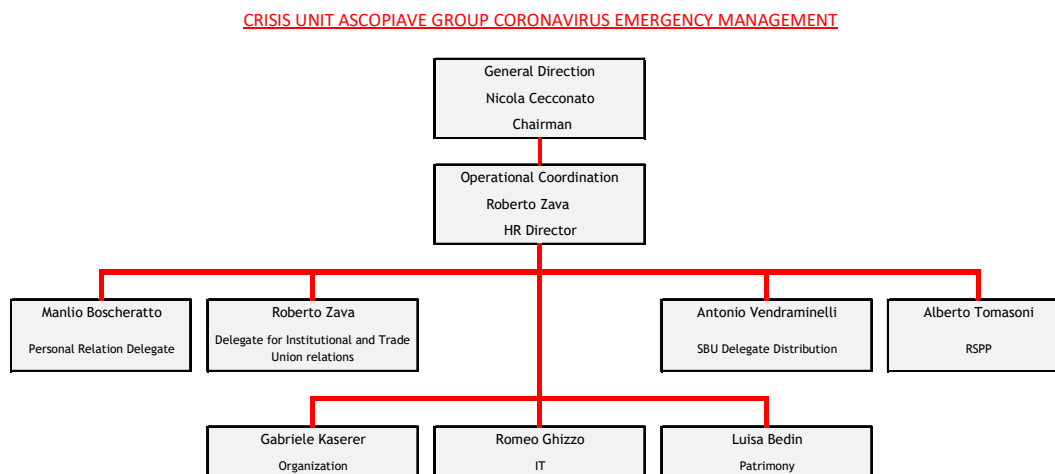 CRISIS UNIT ASCOPIAVE GROUP CORONAVIRUS EMERGENCY MANAGEMENT
General Direction
Nicola Cecconato
Chairman
Operational Coordination
Roberto Zava
HR Director
Manlio Boscheratto
Personal Relation Delegate
Roberto Zava
Delegate for Institutional and Trade
Union relations
Antonio Vendraminelli
SBU Delegate Distribution
Alberto Tomasoni
RSPP
Gabriele Kaserer
Organization
Romeo Ghizzo
IT
Luisa Bedin
Patrimony